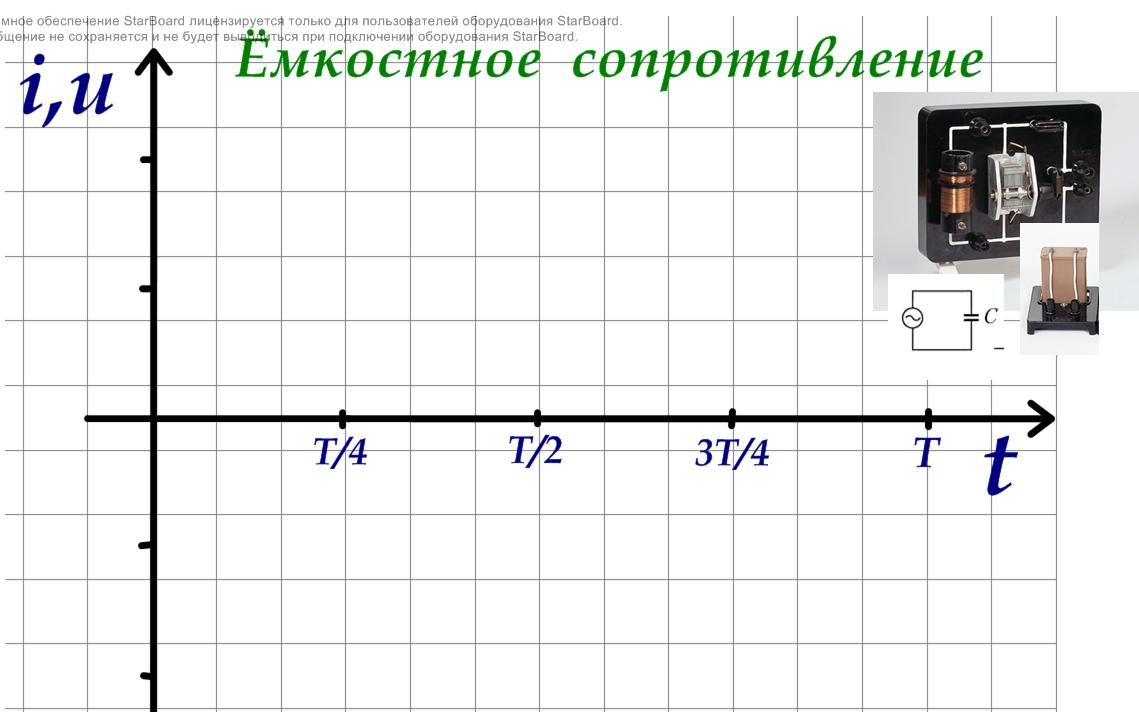 мное обеспечение StarBoard лицензируется только для пользователей оборудования StarBoard.
бщение не сохраняется и не будет выводиться при подключении оборудования StarBoard.
Ёмкостное сопротивление
i,u
C
T/4 T/2 3T/4 T
t